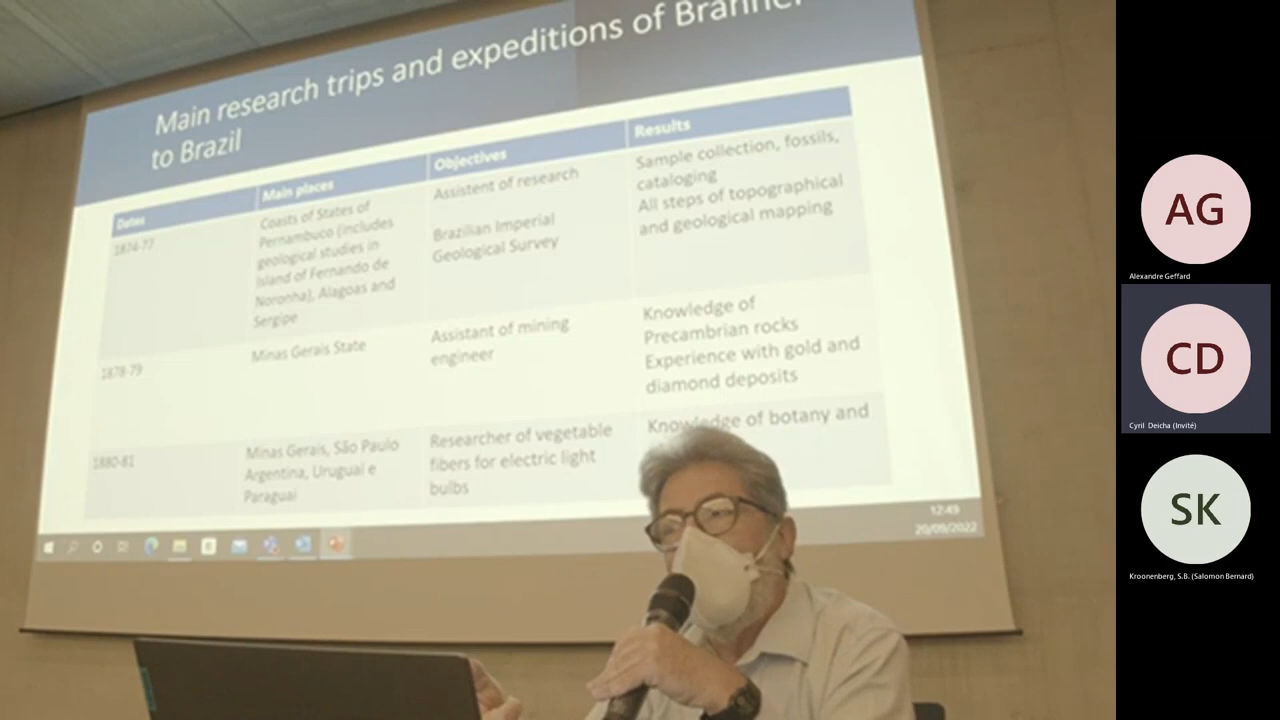 Main research trips and expeditions of Branner
to Brazil
Dates
Main places
Objectives
Results
1874-77
Coasts of States of
Pernambuco (includes
geological studies in
Island of Fernando de
Noronha), Alagoas and
Sergipe
Assistent of research
Brazilian Imperial
Geological Survey
Sample collection, fossils,
cataloging
All steps of topographical
and geological mapping
1878-79
Minas Gerais State
Assistant of mining
engineer
Knowledge of
Precambrian rocks
Experience with gold and
diamond deposits
1880-81
Minas Gerais, São Paulo
Argentina, Uruguai e
Paraguai
Researcher of vegetable
fibers for electric light
bulbs
Knowledge of botany and
12:49
20/09/2022
AG
Alexandre Geffard
CD
Cyril Deicha (Invité)
SK
Kroonenberg, S.B. (Salomon Bernard)